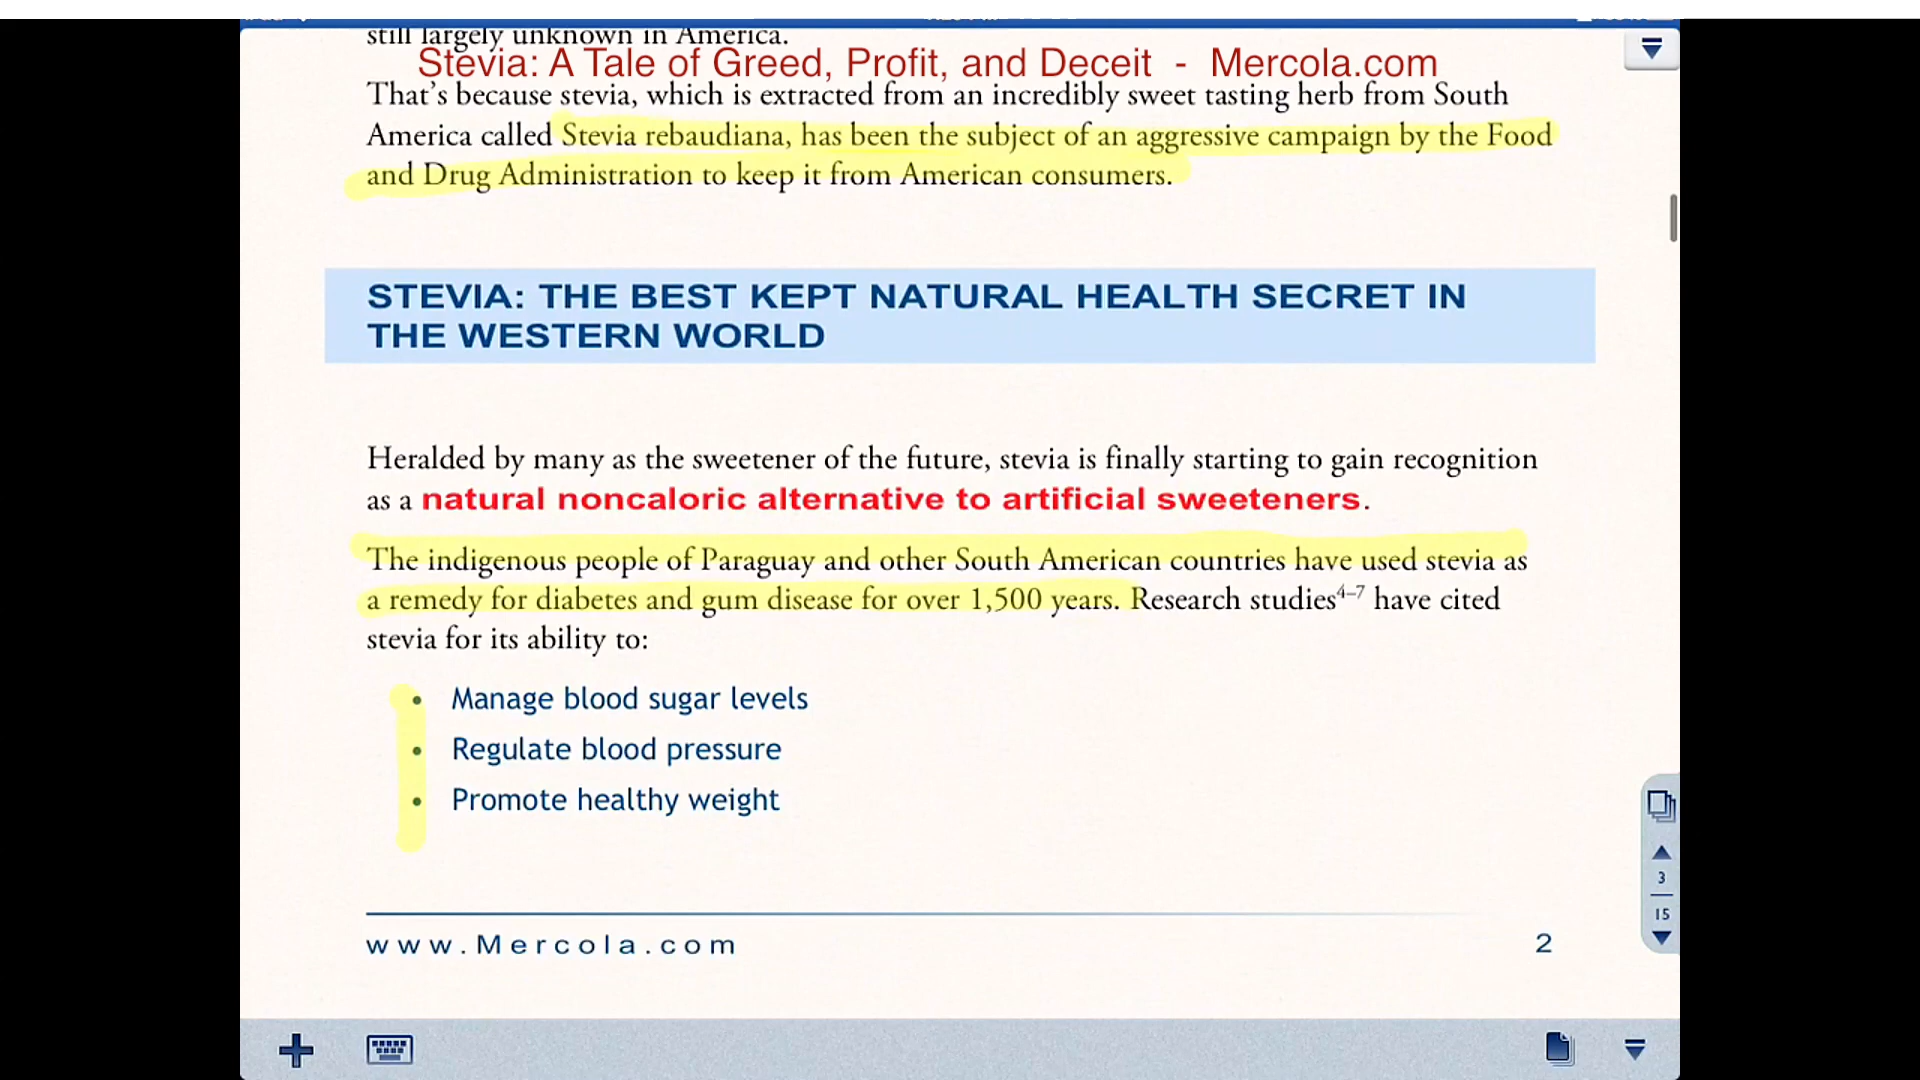 still largely unknown in America.
Stevia: A Tale of Greed, Profit, and Deceit - Mercola.com
That's because stevia, which is extracted from an incredibly sweet tasting herb from South
America called Stevia rebaudiana, has been the subject of an aggressive campaign by the Food
and Drug Administration to keep it from American consumers.
STEVIA: THE BEST KEPT NATURAL HEALTH SECRET IN
THE WESTERN WORLD
Heralded by many as the sweetener of the future, stevia is finally starting to gain recognition
as a natural noncaloric alternative to artificial sweeteners.
The indigenous people of Paraguay and other South American countries have used stevia as
a remedy for diabetes and gum disease for over 1,500 years. Research studies⁴⁻⁷ have cited
stevia for its ability to:
• Manage blood sugar levels
• Regulate blood pressure
• Promote healthy weight
3
15
www.Mercola.com 2